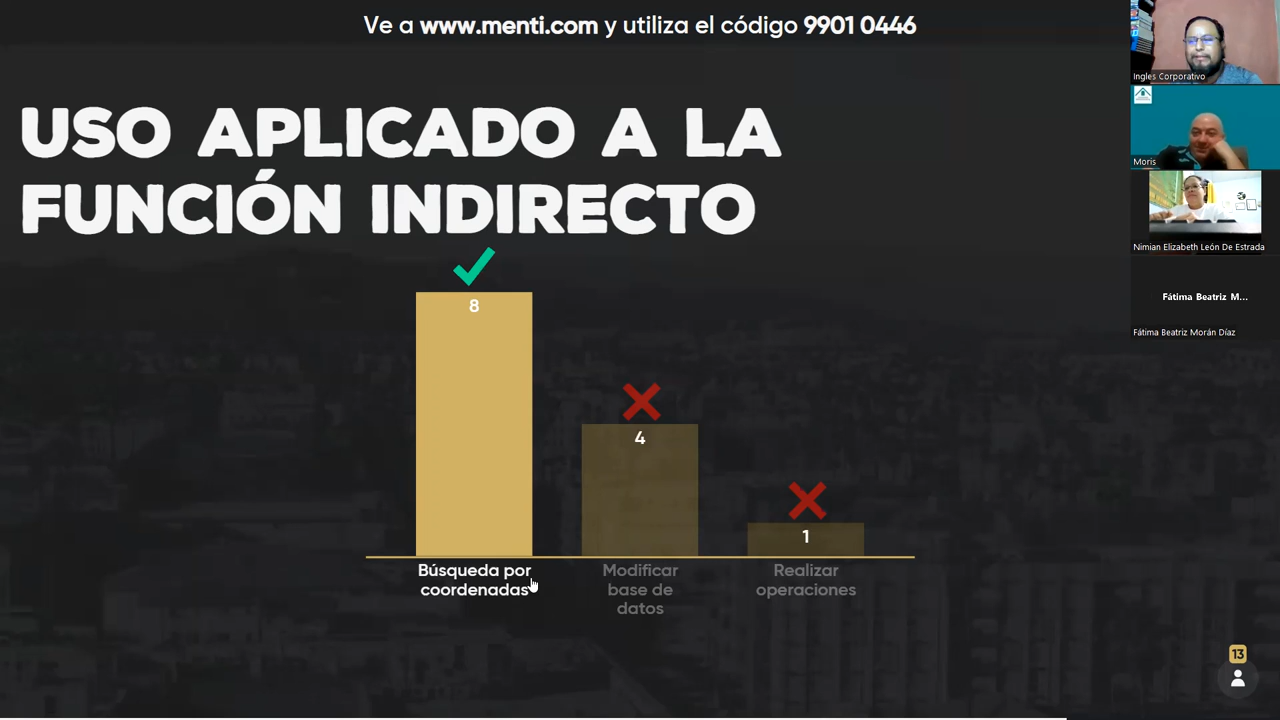 Ve a www.menti.com y utiliza el código 9901 0446
USO APLICADO A LA
FUNCIÓN INDIRECTO
8
4
1
Búsqueda por
coordenadas
Modificar
base de
datos
Realizar
operaciones
13
Ingles Corporativo
Moris
Nimian Elizabeth León De Estrada
Fátima Beatriz M...
Fátima Beatriz Morán Díaz